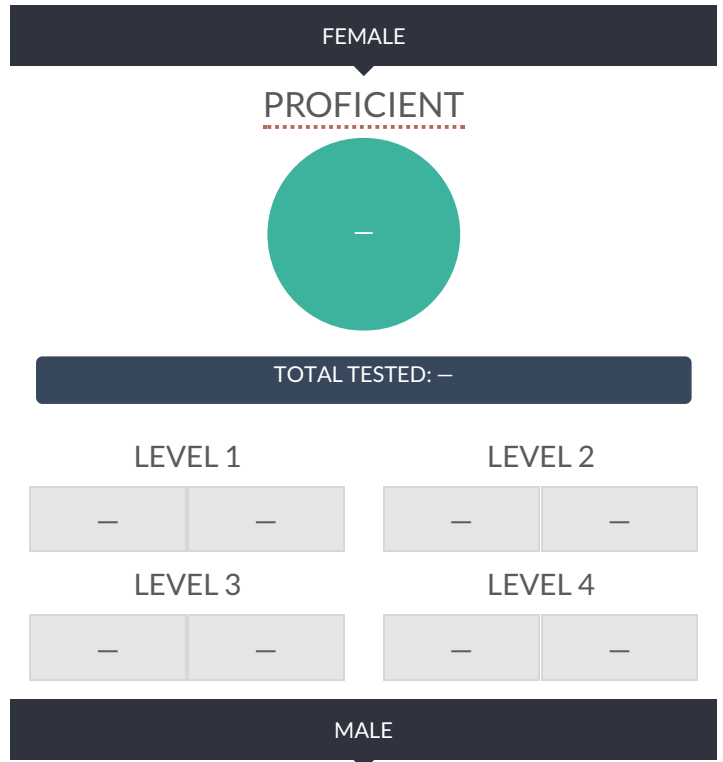 FEMALE
PROFICIENT
—
TOTAL TESTED: —
LEVEL 1
— —
LEVEL 2
— —
LEVEL 3
— —
LEVEL 4
— —
MALE